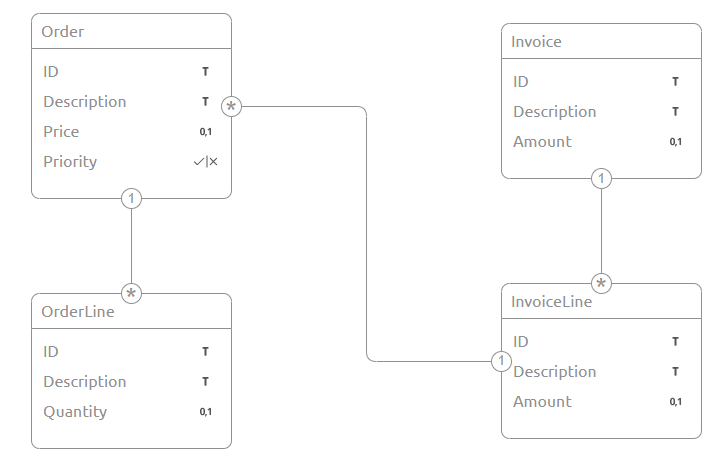 Order
ID T
Description T
Price 0,1
Priority ✓|×
*
1
*
OrderLine
ID T
Description T
Quantity 0,1
Invoice
ID T
Description T
Amount 0,1
1
*
InvoiceLine
ID T
1
Description T
Amount 0,1